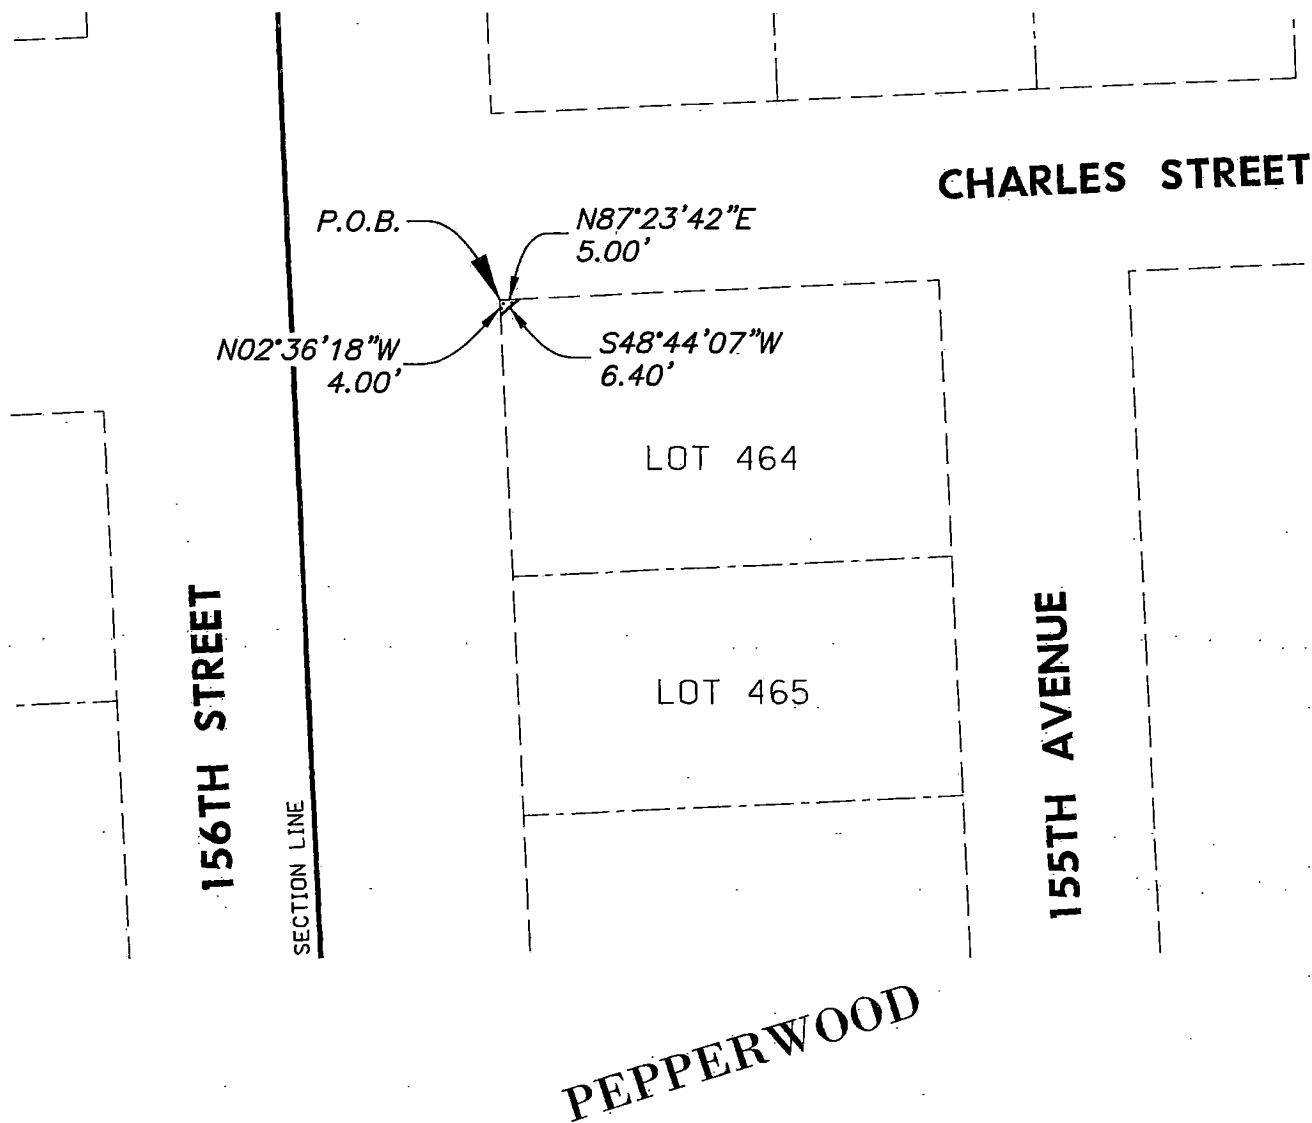 CHARLES STREET
P.O.B.
N87°23'42"E
5.00'
N02°36'18"W
4.00'
S48°44'07"W
6.40'
LOT 464
156TH STREET
SECTION LINE
LOT 465
155TH AVENUE
PEPPERWOOD